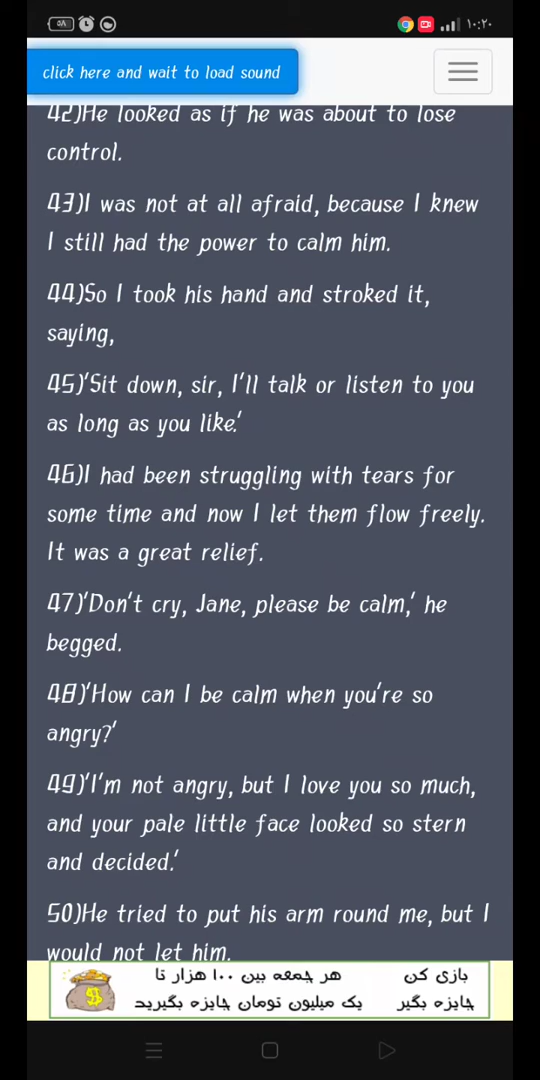 ۵۸
۱۰:۲۰
click here and wait to load sound
42)He looked as if he was about to lose
control.
43)I was not at all afraid, because I knew
I still had the power to calm him.
44)So I took his hand and stroked it,
saying,
45)'Sit down, sir, I'll talk or listen to you
as long as you like.'
46)I had been struggling with tears for
some time and now I let them flow freely.
It was a great relief.
47)'Don't cry, Jane, please be calm,' he
begged.
48)'How can I be calm when you're so
angry?'
49)'I'm not angry, but I love you so much,
and your pale little face looked so stern
and decided.'
50)He tried to put his arm round me, but I
would not let him.
بازی کن
جایزه بگیر
هر جمعه بین ۱۰۰ هزار تا
یک میلیون تومان جایزه بگیرید